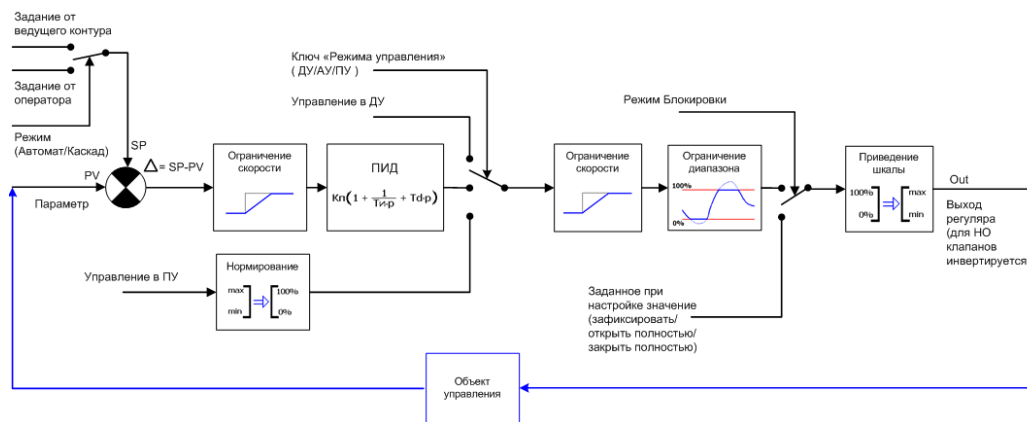 Задание от
ведущего контура
Задание от
оператора
Режим
(Автомат/Каскад)
SP
PV
Параметр
Δ = SP-PV
Ограничение
скорости
ПИД
Кп(1 + 1/Ти·p + Td·p)
Ключ «Режима управления»
( ДУ/АУ/ПУ )
Управление в ДУ
Управление в ПУ
Нормирование
max
min
100%
0%
Ограничение
скорости
Ограничение
диапазона
100%
0%
Режим Блокировки
Заданное при
настройке значение
(зафиксировать/
открыть полностью/
закрыть полностью)
Приведение
шкалы
100%
0%
max
min
Out
Выход
регуляра
(для НО
клапанов
инвертируется
Объект
управления